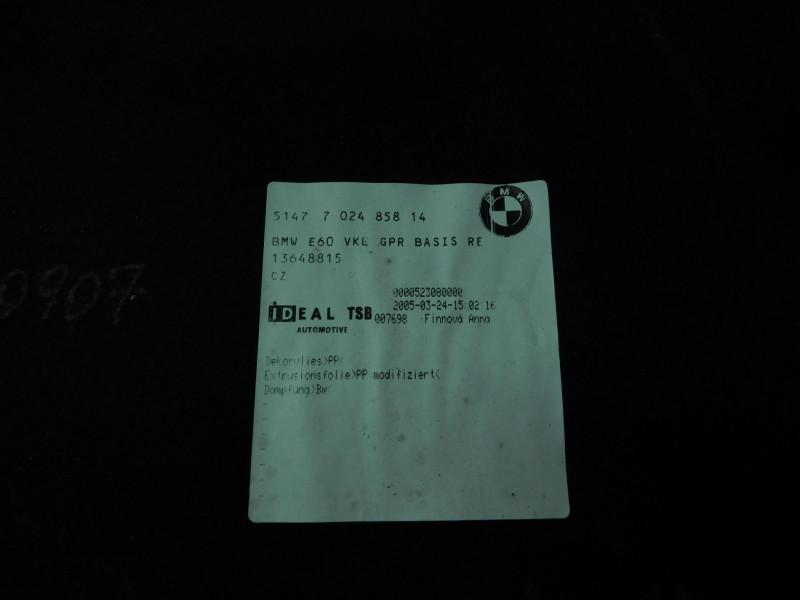 BMW
5147 7 024 858 14
BMW E60 VKL GPR BASIS RE
13648815
CZ
0000523080000
2005-03-24-15:02 16
iDEAL TSB
AUTOMOTIVE
007698 Finnová Anna
Dekorvlies>PP<
Extrusionsfolie>PP modifiziert<
Dämpfung>Bw<
0907